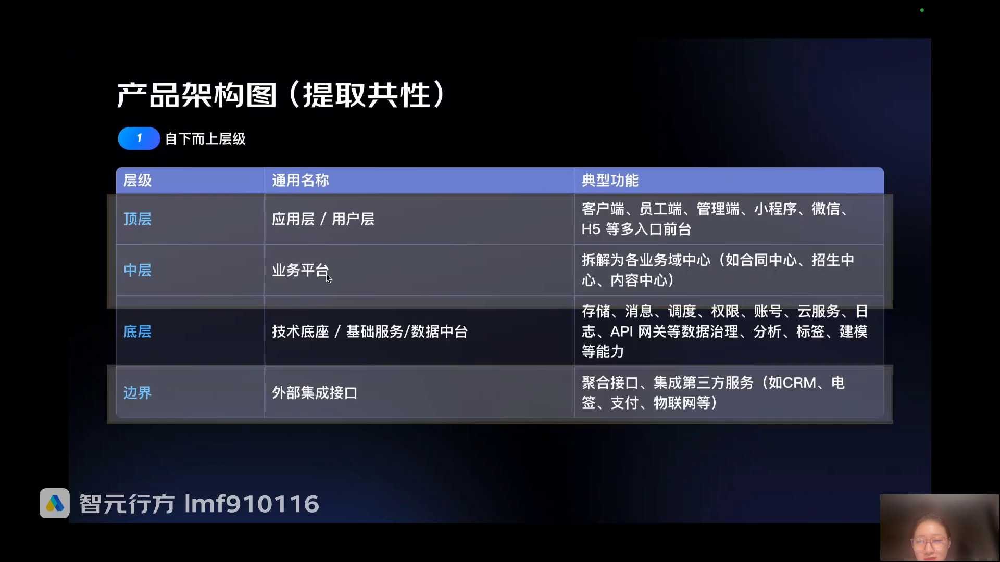 产品架构图（提取共性）
1 自下而上层级
层级 通用名称 典型功能
顶层 应用层 / 用户层 客户端、员工端、管理端、小程序、微信、
H5 等多入口前台
中层 业务平台 拆解为各业务域中心（如合同中心、招生中
心、内容中心）
底层 技术底座 / 基础服务/数据中台 存储、消息、调度、权限、账号、云服务、日
志、API 网关等数据治理、分析、标签、建模
等能力
边界 外部集成接口 聚合接口、集成第三方服务（如CRM、电
签、支付、物联网等）
智元行方 lmf910116